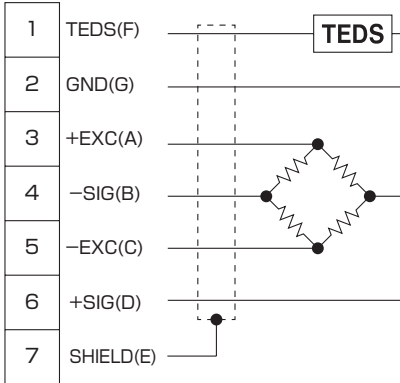 1 TEDS(F) TEDS
2 GND(G)
3 +EXC(A)
4 −SIG(B)
5 −EXC(C)
6 +SIG(D)
7 SHIELD(E)